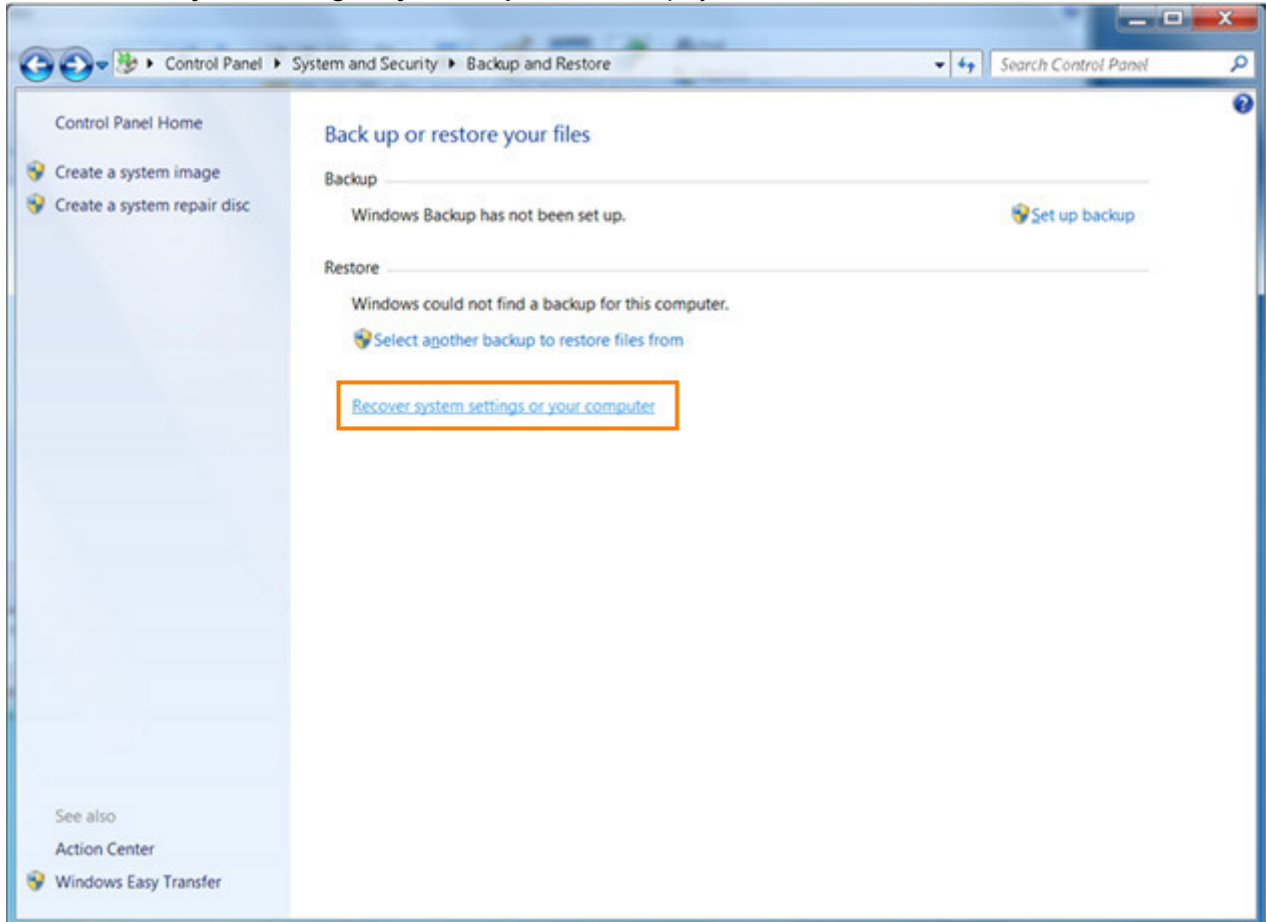 Control Panel ▸ System and Security ▸ Backup and Restore
Search Control Panel
Control Panel Home
Create a system image
Create a system repair disc
Back up or restore your files
Backup
Windows Backup has not been set up.
Set up backup
Restore
Windows could not find a backup for this computer.
Select another backup to restore files from
Recover system settings or your computer
See also
Action Center
Windows Easy Transfer